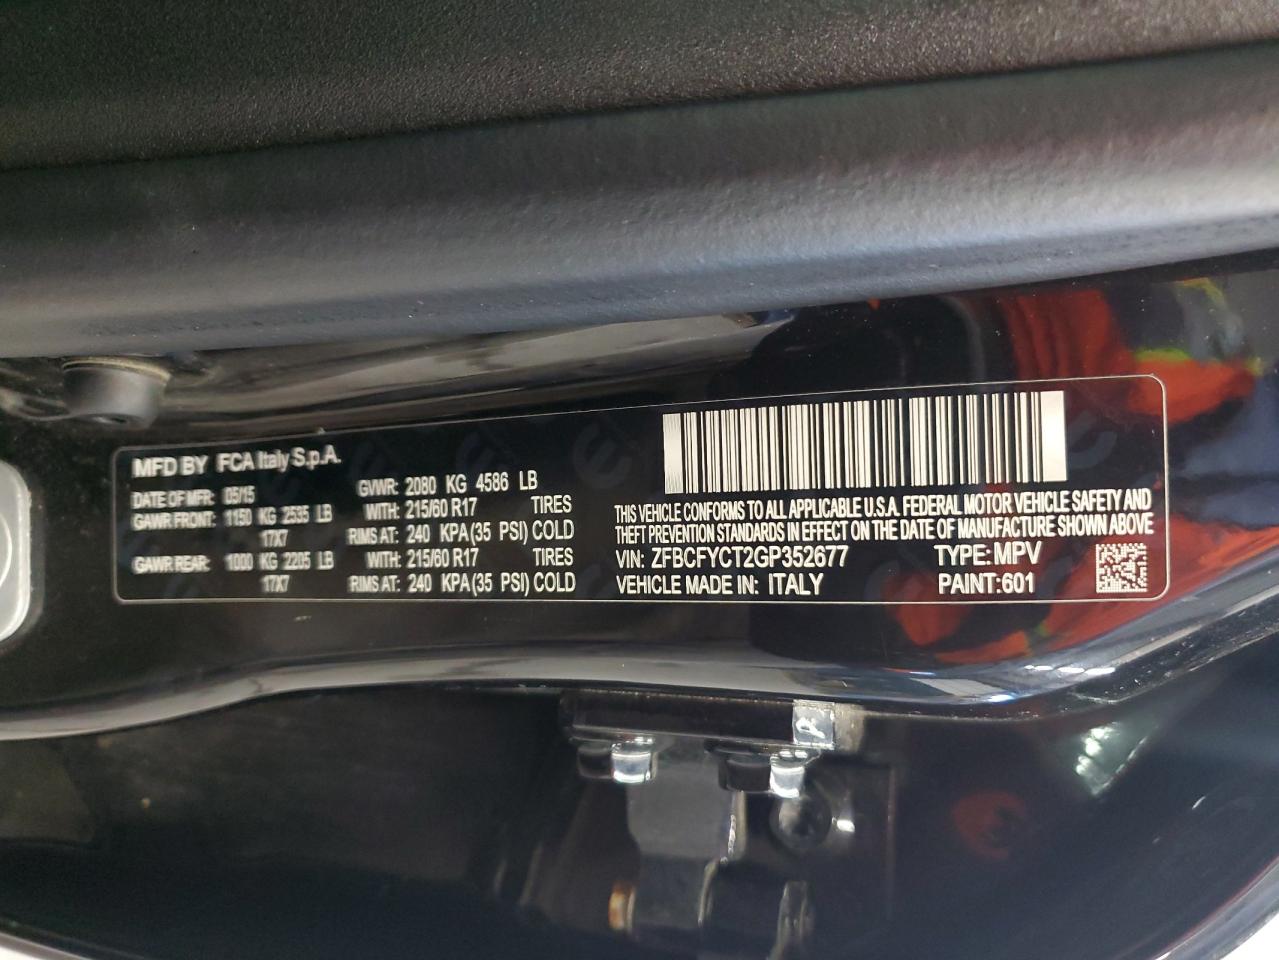 MFD BY FCA Italy S.p.A.
DATE OF MFR: 05/15 GVWR: 2080 KG 4586 LB
GAWR FRONT: 1150 KG 2535 LB WITH: 215/60 R17 TIRES
17X7 RIMS AT: 240 KPA(35 PSI) COLD
GAWR REAR: 1000 KG 2205 LB WITH: 215/60 R17 TIRES
17X7 RIMS AT: 240 KPA(35 PSI) COLD
THIS VEHICLE CONFORMS TO ALL APPLICABLE U.S.A. FEDERAL MOTOR VEHICLE SAFETY AND
THEFT PREVENTION STANDARDS IN EFFECT ON THE DATE OF MANUFACTURE SHOWN ABOVE
VIN: ZFBCFYCT2GP352677 TYPE: MPV
VEHICLE MADE IN: ITALY PAINT: 601